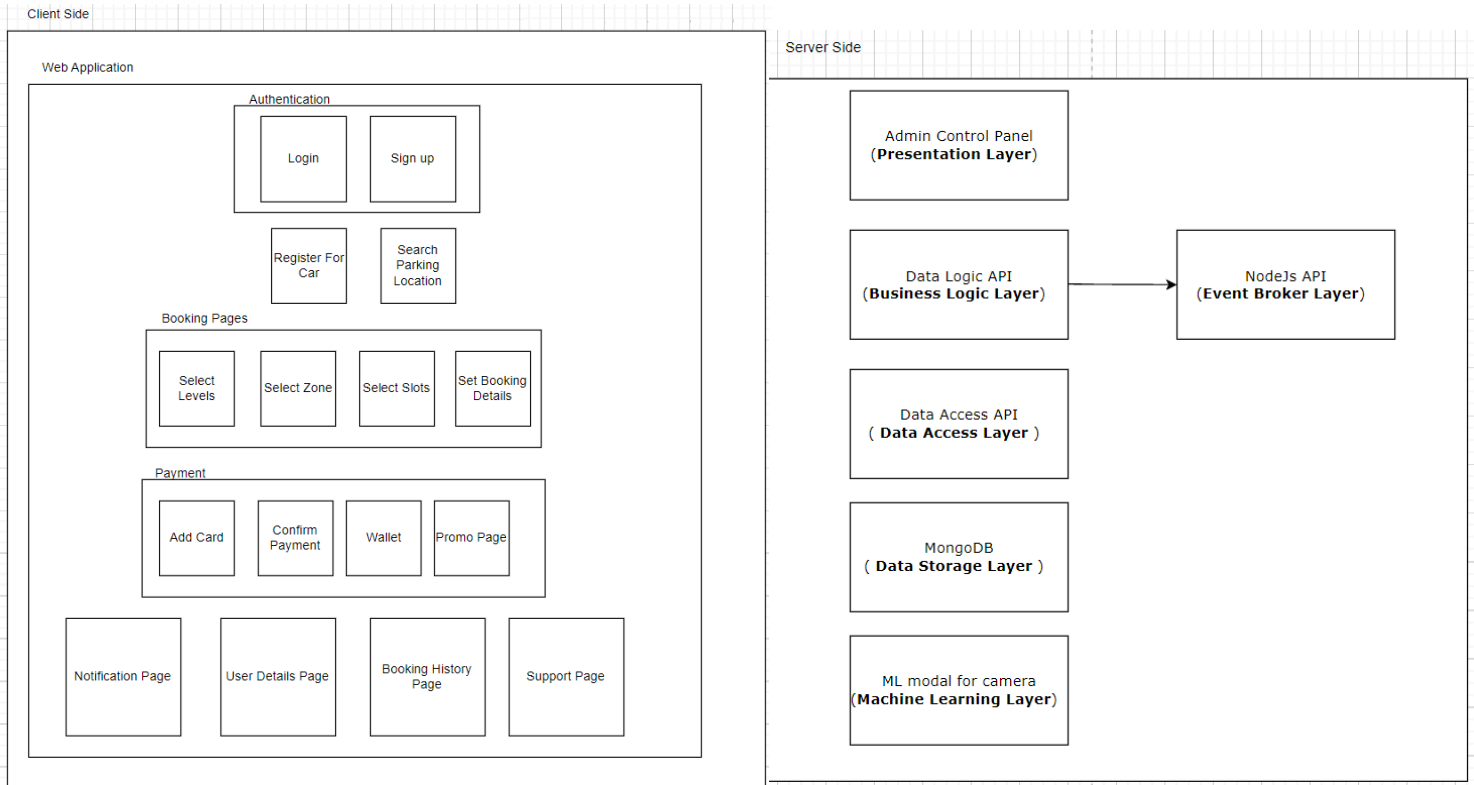 Client Side
Web Application
Authentication
Login
Sign up
Register For
Car
Search
Parking
Location
Booking Pages
Select
Levels
Select Zone
Select Slots
Set Booking
Details
Payment
Add Card
Confirm
Payment
Wallet
Promo Page
Notification Page
User Details Page
Booking History
Page
Support Page
Server Side
Admin Control Panel
(Presentation Layer)
Data Logic API
(Business Logic Layer)
NodeJs API
(Event Broker Layer)
Data Access API
( Data Access Layer )
MongoDB
( Data Storage Layer )
ML modal for camera
(Machine Learning Layer)